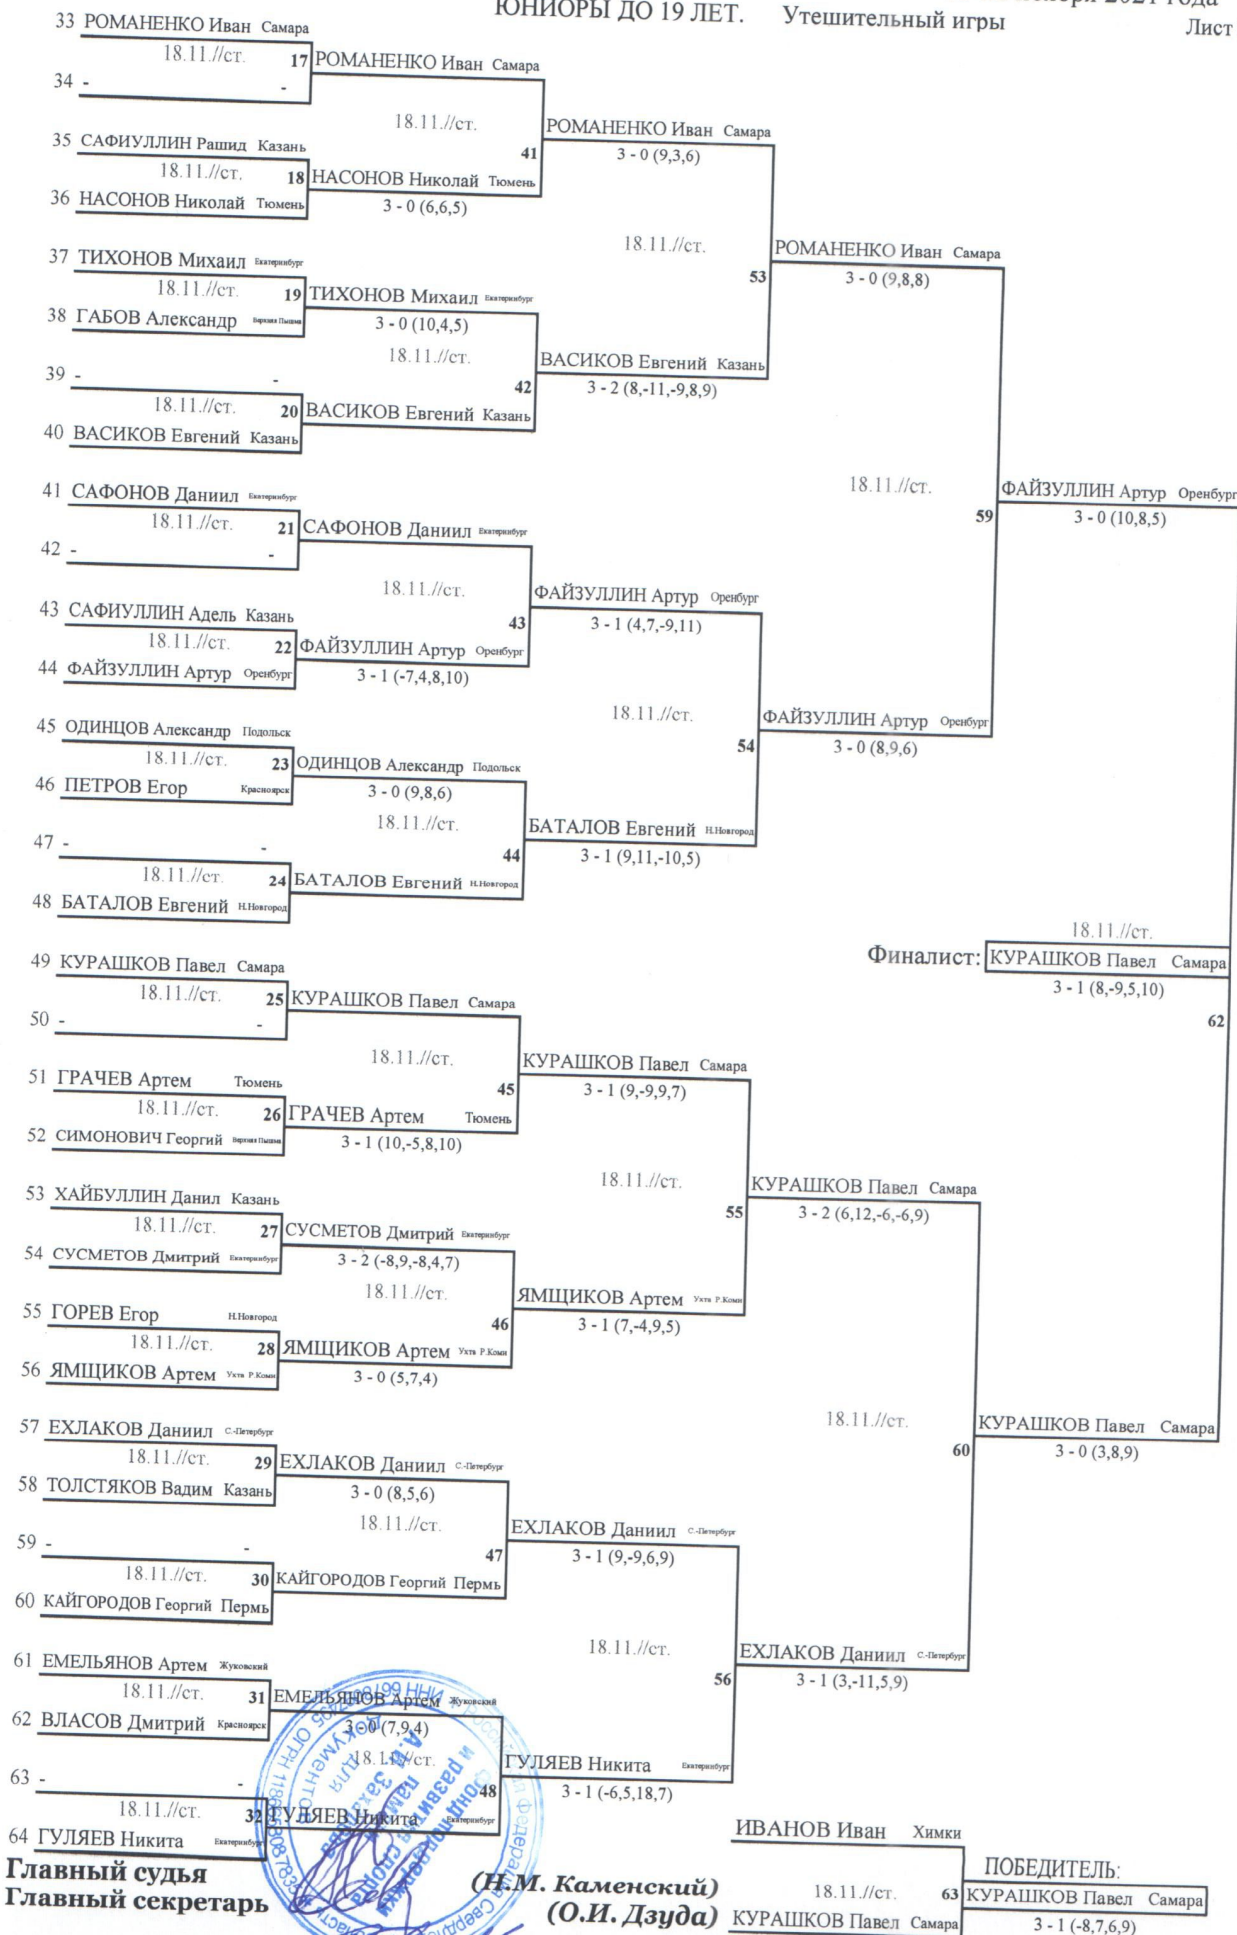 ЮНИОРЫ ДО 19 ЛЕТ. Утешительный игры
2021 года
Лист
33 РОМАНЕНКО Иван Самара
18.11.//ст. 17 РОМАНЕНКО Иван Самара
34 - -
18.11.//ст. 41 РОМАНЕНКО Иван Самара
3 - 0 (9,3,6)
35 САФИУЛЛИН Рашид Казань
18.11.//ст. 18 НАСОНОВ Николай Тюмень
36 НАСОНОВ Николай Тюмень
3 - 0 (6,6,5)
18.11.//ст. 53 РОМАНЕНКО Иван Самара
3 - 0 (9,8,8)
37 ТИХОНОВ Михаил Екатеринбург
18.11.//ст. 19 ТИХОНОВ Михаил Екатеринбург
38 ГАБОВ Александр Верхняя Пышма
3 - 0 (10,4,5)
18.11.//ст. 42 ВАСИКОВ Евгений Казань
3 - 2 (8,-11,-9,8,9)
39 - -
18.11.//ст. 20 ВАСИКОВ Евгений Казань
40 ВАСИКОВ Евгений Казань
18.11.//ст. 59 ФАЙЗУЛЛИН Артур Оренбург
3 - 0 (10,8,5)
41 САФОНОВ Даниил Екатеринбург
18.11.//ст. 21 САФОНОВ Даниил Екатеринбург
42 - -
18.11.//ст. 43 ФАЙЗУЛЛИН Артур Оренбург
3 - 1 (4,7,-9,11)
43 САФИУЛЛИН Адель Казань
18.11.//ст. 22 ФАЙЗУЛЛИН Артур Оренбург
44 ФАЙЗУЛЛИН Артур Оренбург
3 - 1 (-7,4,8,10)
18.11.//ст. 54 ФАЙЗУЛЛИН Артур Оренбург
3 - 0 (8,9,6)
45 ОДИНЦОВ Александр Подольск
18.11.//ст. 23 ОДИНЦОВ Александр Подольск
46 ПЕТРОВ Егор Красноярск
3 - 0 (9,8,6)
18.11.//ст. 44 БАТАЛОВ Евгений Н.Новгород
3 - 1 (9,11,-10,5)
47 - -
18.11.//ст. 24 БАТАЛОВ Евгений Н.Новгород
48 БАТАЛОВ Евгений Н.Новгород
18.11.//ст.
Финалист: КУРАШКОВ Павел Самара
3 - 1 (8,-9,5,10)
62
49 КУРАШКОВ Павел Самара
18.11.//ст. 25 КУРАШКОВ Павел Самара
50 - -
18.11.//ст. 45 КУРАШКОВ Павел Самара
3 - 1 (9,-9,9,7)
51 ГРАЧЕВ Артем Тюмень
18.11.//ст. 26 ГРАЧЕВ Артем Тюмень
52 СИМОНОВИЧ Георгий Верхняя Пышма
3 - 1 (10,-5,8,10)
18.11.//ст. 55 КУРАШКОВ Павел Самара
3 - 2 (6,12,-6,-6,9)
53 ХАЙБУЛЛИН Данил Казань
18.11.//ст. 27 СУСМЕТОВ Дмитрий Екатеринбург
54 СУСМЕТОВ Дмитрий Екатеринбург
3 - 2 (-8,9,-8,4,7)
18.11.//ст. 46 ЯМЩИКОВ Артем Ухта Р.Коми
3 - 1 (7,-4,9,5)
55 ГОРЕВ Егор Н.Новгород
18.11.//ст. 28 ЯМЩИКОВ Артем Ухта Р.Коми
56 ЯМЩИКОВ Артем Ухта Р.Коми
3 - 0 (5,7,4)
18.11.//ст. 60 КУРАШКОВ Павел Самара
3 - 0 (3,8,9)
57 ЕХЛАКОВ Даниил С.-Петербург
18.11.//ст. 29 ЕХЛАКОВ Даниил С.-Петербург
58 ТОЛСТЯКОВ Вадим Казань
3 - 0 (8,5,6)
18.11.//ст. 47 ЕХЛАКОВ Даниил С.-Петербург
3 - 1 (9,-9,6,9)
59 - -
18.11.//ст. 30 КАЙГОРОДОВ Георгий Пермь
60 КАЙГОРОДОВ Георгий Пермь
18.11.//ст. 56 ЕХЛАКОВ Даниил С.-Петербург
3 - 1 (3,-11,5,9)
61 ЕМЕЛЬЯНОВ Артем Жуковский
18.11.//ст. 31 ЕМЕЛЬЯНОВ Артем Жуковский
62 ВЛАСОВ Дмитрий Красноярск
3 - 0 (7,9,4)
18.11.//ст. 48 ГУЛЯЕВ Никита Екатеринбург
3 - 1 (-6,5,18,7)
63 - -
18.11.//ст. 32 ГУЛЯЕВ Никита Екатеринбург
64 ГУЛЯЕВ Никита Екатеринбург
ДЛЯ ДОКУМЕНТОВ
Фонд поддержки и развития спорта памяти
ИВАНОВ Иван Химки
ПОБЕДИТЕЛЬ:
18.11.//ст. 63 КУРАШКОВ Павел Самара
КУРАШКОВ Павел Самара
3 - 1 (-8,7,6,9)
Главный судья (Н.М. Каменский)
Главный секретарь (О.И. Дзуда)